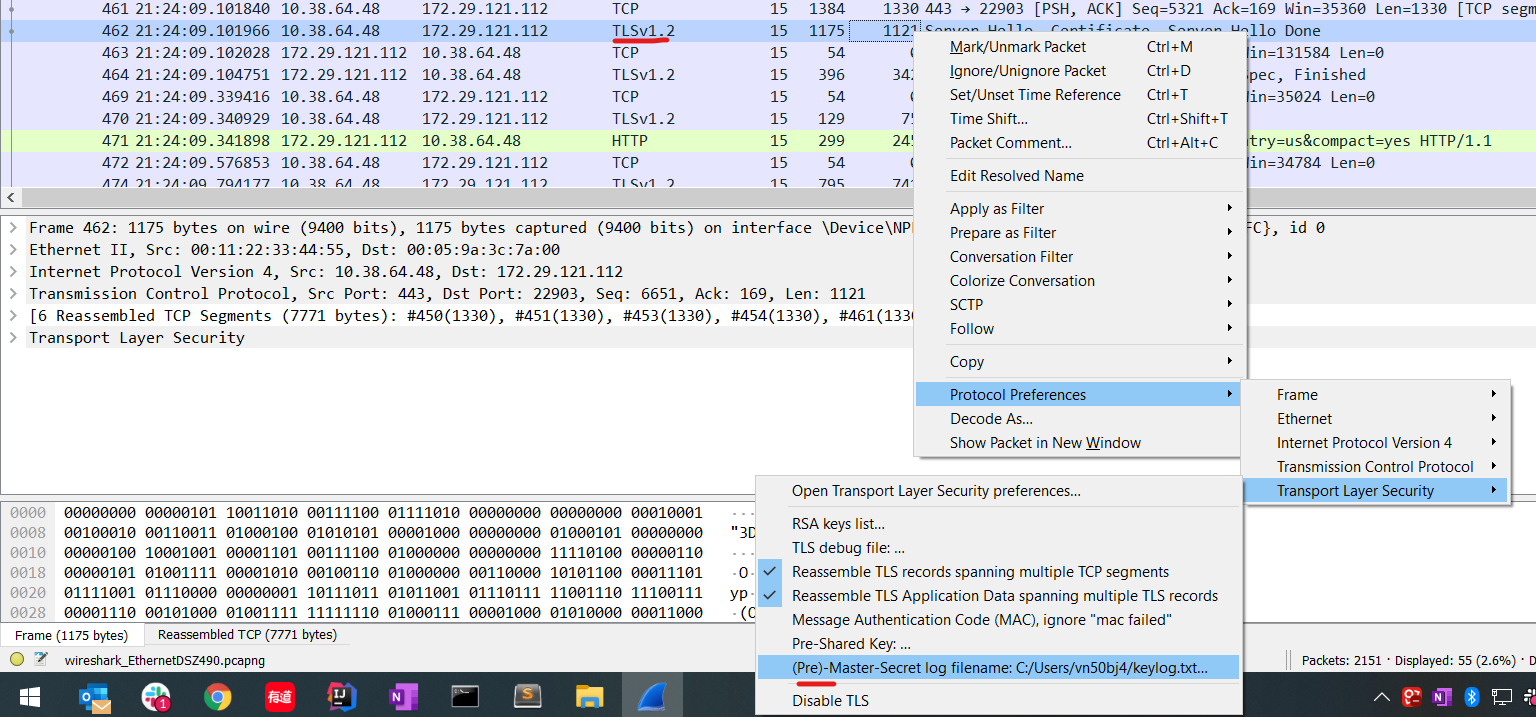 461 21:24:09.101840 10.38.64.48 172.29.121.112 TCP 15 1384 1330 443 → 22903 [PSH, ACK] Seq=5321 Ack=169 Win=35360 Len=1330 [TCP segm
462 21:24:09.101966 10.38.64.48 172.29.121.112 TLSv1.2 15 1175 1121 Server Hello, Certificate, Server Hello Done
463 21:24:09.102028 172.29.121.112 10.38.64.48 TCP 15 54 Win=131584 Len=0
464 21:24:09.104751 172.29.121.112 10.38.64.48 TLSv1.2 15 396 342 pec, Finished
469 21:24:09.339416 10.38.64.48 172.29.121.112 TCP 15 54 Win=35024 Len=0
470 21:24:09.340929 10.38.64.48 172.29.121.112 TLSv1.2 15 129 75
471 21:24:09.341898 172.29.121.112 10.38.64.48 HTTP 15 299 245 ntry=us&compact=yes HTTP/1.1
472 21:24:09.576853 10.38.64.48 172.29.121.112 TCP 15 54 Win=34784 Len=0
474 21:24:09.794177 10.38.64.48 172.29.121.112 TLSv1.2 15 795 741
Mark/Unmark Packet Ctrl+M
Ignore/Unignore Packet Ctrl+D
Set/Unset Time Reference Ctrl+T
Time Shift... Ctrl+Shift+T
Packet Comment... Ctrl+Alt+C
Edit Resolved Name
Apply as Filter
Prepare as Filter
Conversation Filter
Colorize Conversation
SCTP
Follow
Copy
Protocol Preferences
Decode As...
Show Packet in New Window
Frame
Ethernet
Internet Protocol Version 4
Transmission Control Protocol
Transport Layer Security
Frame 462: 1175 bytes on wire (9400 bits), 1175 bytes captured (9400 bits) on interface \Device\NP FC}, id 0
Ethernet II, Src: 00:11:22:33:44:55, Dst: 00:05:9a:3c:7a:00
Internet Protocol Version 4, Src: 10.38.64.48, Dst: 172.29.121.112
Transmission Control Protocol, Src Port: 443, Dst Port: 22903, Seq: 6651, Ack: 169, Len: 1121
[6 Reassembled TCP Segments (7771 bytes): #450(1330), #451(1330), #453(1330), #454(1330), #461(133
Transport Layer Security
Open Transport Layer Security preferences...
RSA keys list...
TLS debug file: ...
Reassemble TLS records spanning multiple TCP segments
Reassemble TLS Application Data spanning multiple TLS records
Message Authentication Code (MAC), ignore "mac failed"
Pre-Shared Key: ...
(Pre)-Master-Secret log filename: C:/Users/vn50bj4/keylog.txt...
Disable TLS
0000 00000000 00000101 10011010 00111100 01111010 00000000 00000000 00010001 ···
0008 00100010 00110011 01000100 01010101 00001000 00000000 01000101 00000000 "3D
0010 00000100 10001001 00001101 00111100 01000000 00000000 11110100 00000110 ···
0018 00000101 01001111 00001010 00100110 01000000 00110000 10101100 00011101 ·O·
0020 01111001 01110000 00000001 10111011 01011001 01110111 11001110 11100111 yp
0028 00001110 00101000 01001111 11111110 01010000 00001000 01010000 00011000 ·(O
Frame (1175 bytes) Reassembled TCP (7771 bytes)
wireshark_EthernetDSZ490.pcapng
Packets: 2151 · Displayed: 55 (2.6%) · D
1
有道
IJ
N
S
N